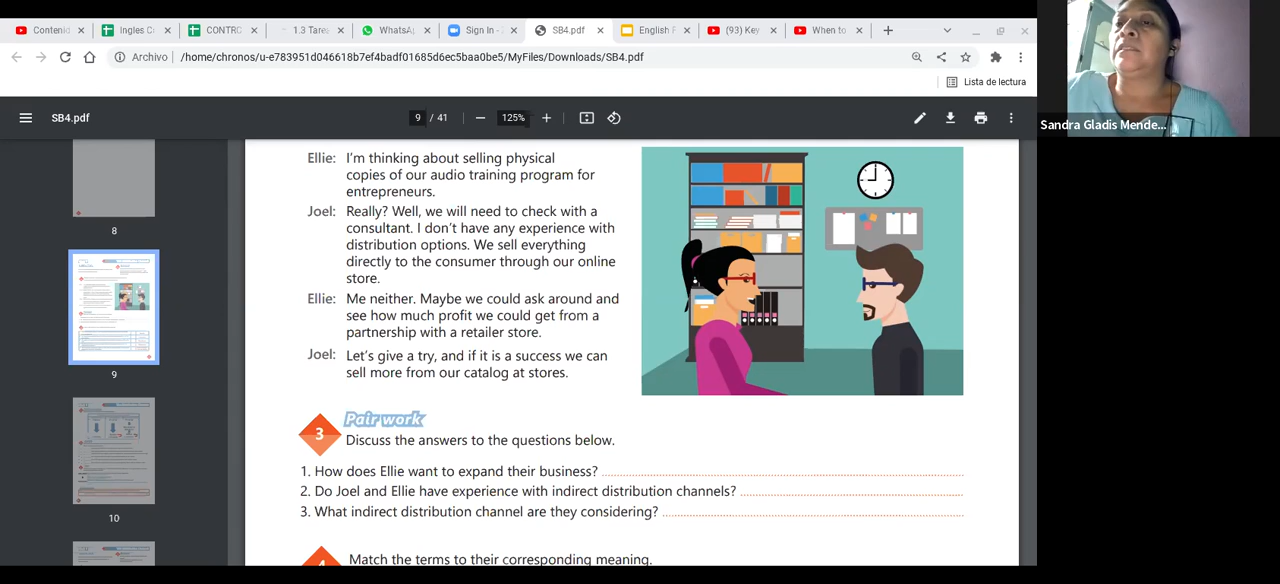 Contenid
Ingles C
CONTRO
1.3 Tarea
WhatsAp
Sign In -
SB4.pdf
English F
(93) Key
When to
Archivo
/home/chronos/u-e783951d046618b7ef4badf01685d6ec5baa0be5/MyFiles/Downloads/SB4.pdf
Lista de lectura
SB4.pdf
9 / 41
125%
Sandra Gladis Mende...
8
9
10
Ellie: I'm thinking about selling physical
copies of our audio training program for
entrepreneurs.
Joel: Really? Well, we will need to check with a
consultant. I don't have any experience with
distribution options. We sell everything
directly to the consumer through our online
store.
Ellie: Me neither. Maybe we could ask around and
see how much profit we could get from a
partnership with a retailer store.
Joel: Let's give a try, and if it is a success we can
sell more from our catalog at stores.
3
Pair work
Discuss the answers to the questions below.
1. How does Ellie want to expand their business?
2. Do Joel and Ellie have experience with indirect distribution channels?
3. What indirect distribution channel are they considering?
Match the terms to their corresponding meaning.